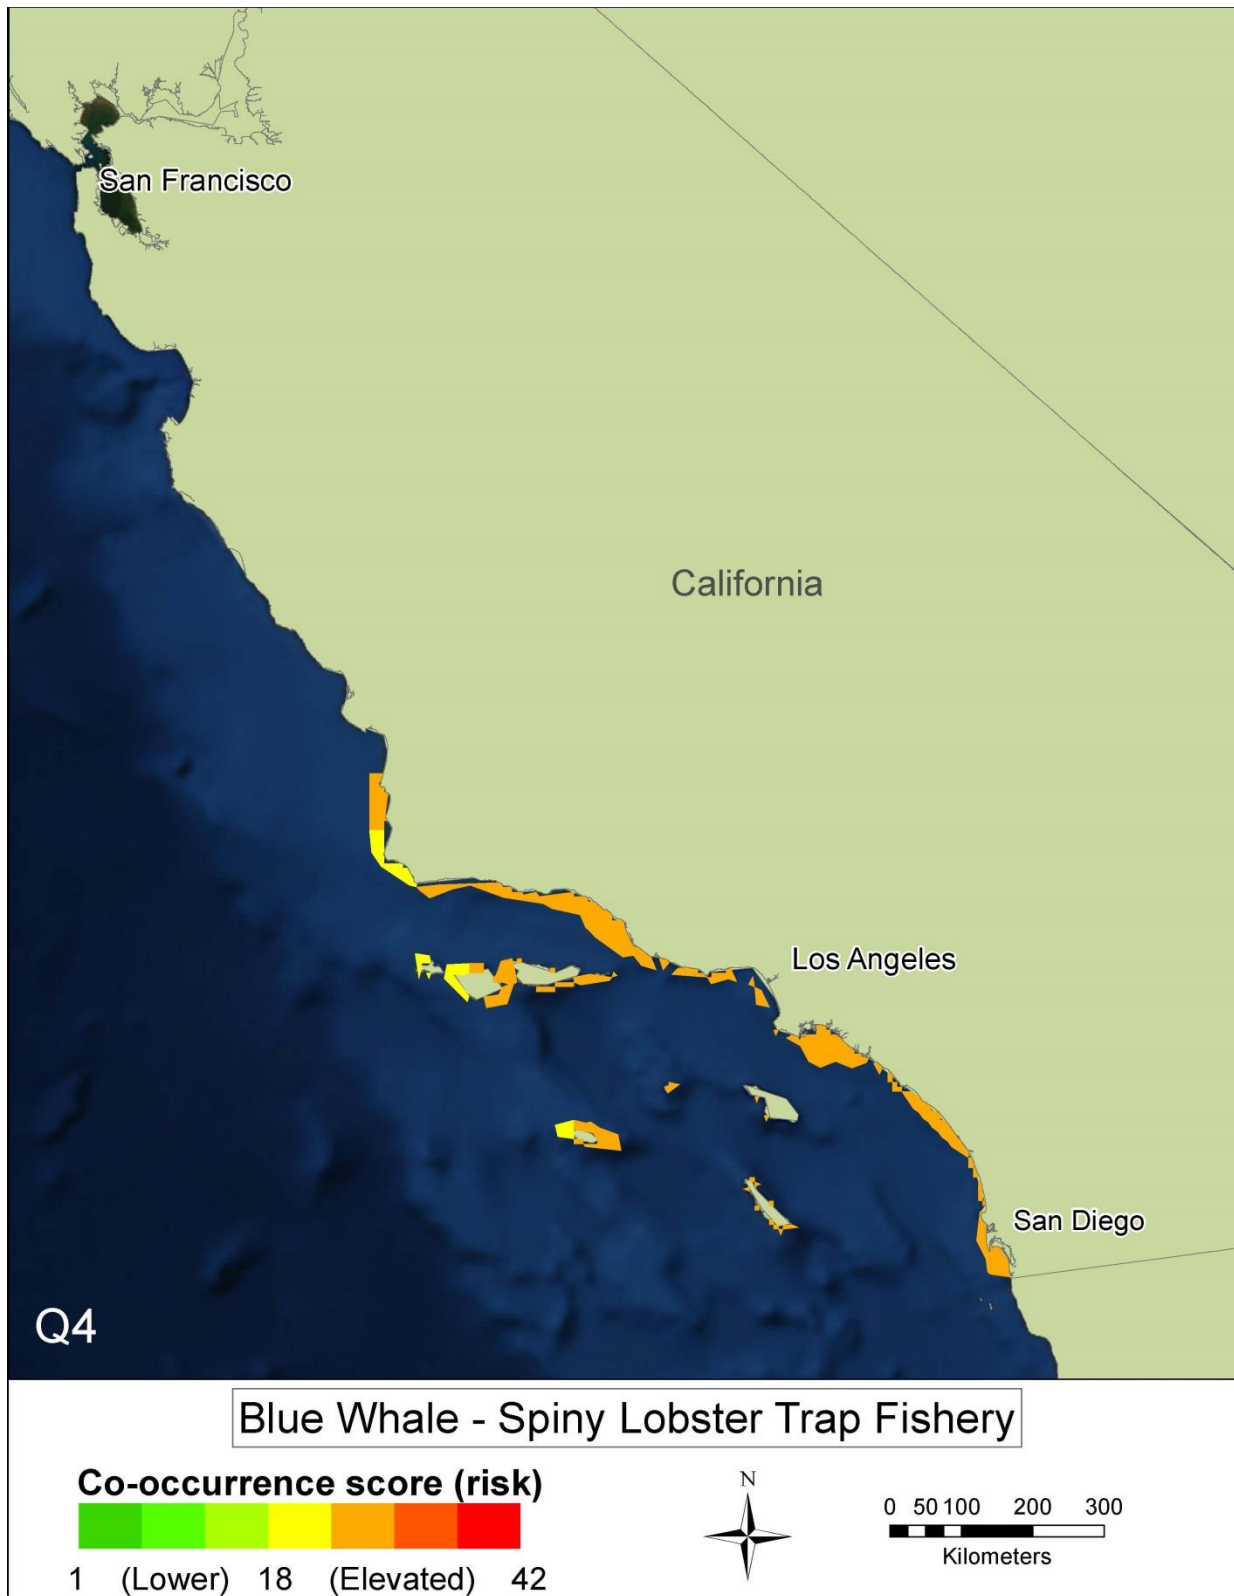 San Francisco
California
Los Angeles
San Diego
Q4
Blue Whale - Spiny Lobster Trap Fishery
Co-occurrence score (risk)
1 (Lower) 18 (Elevated) 42
N
0 50 100 200 300
Kilometers